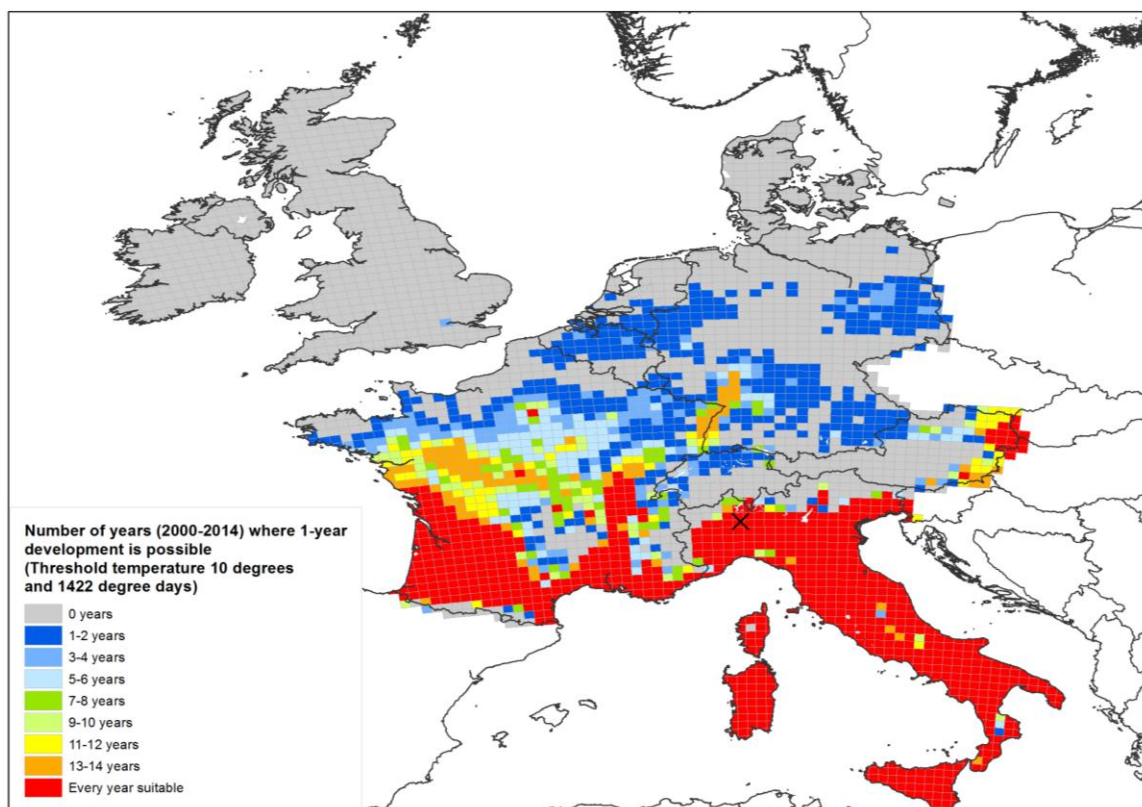 Number of years (2000-2014) where 1-year
development is possible
(Threshold temperature 10 degrees
and 1422 degree days)
0 years
1-2 years
3-4 years
5-6 years
7-8 years
9-10 years
11-12 years
13-14 years
Every year suitable